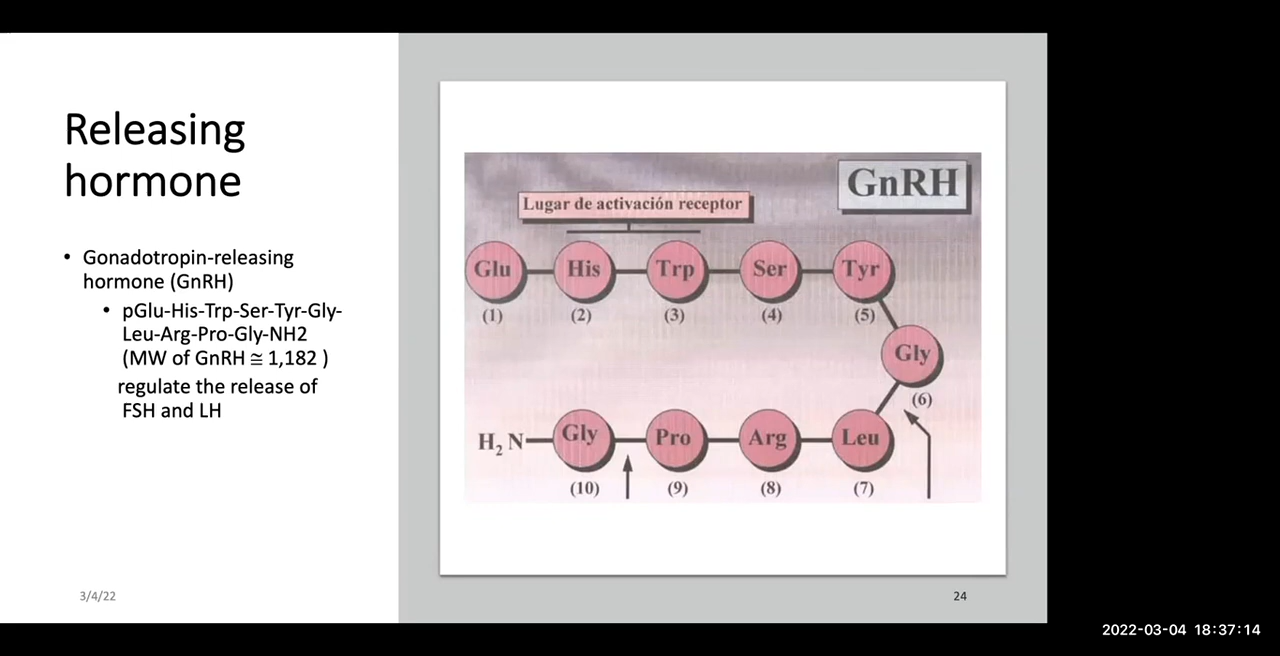 Releasing
hormone
• Gonadotropin-releasing
hormone (GnRH)
• pGlu-His-Trp-Ser-Tyr-Gly-
Leu-Arg-Pro-Gly-NH2
(MW of GnRH ≅ 1,182 )
regulate the release of
FSH and LH
GnRH
Lugar de activación receptor
Glu His Trp Ser Tyr
(1) (2) (3) (4) (5)
Gly
(6)
H₂ N Gly Pro Arg Leu
(10) (9) (8) (7)
3/4/22
24
2022-03-04 18:37:14